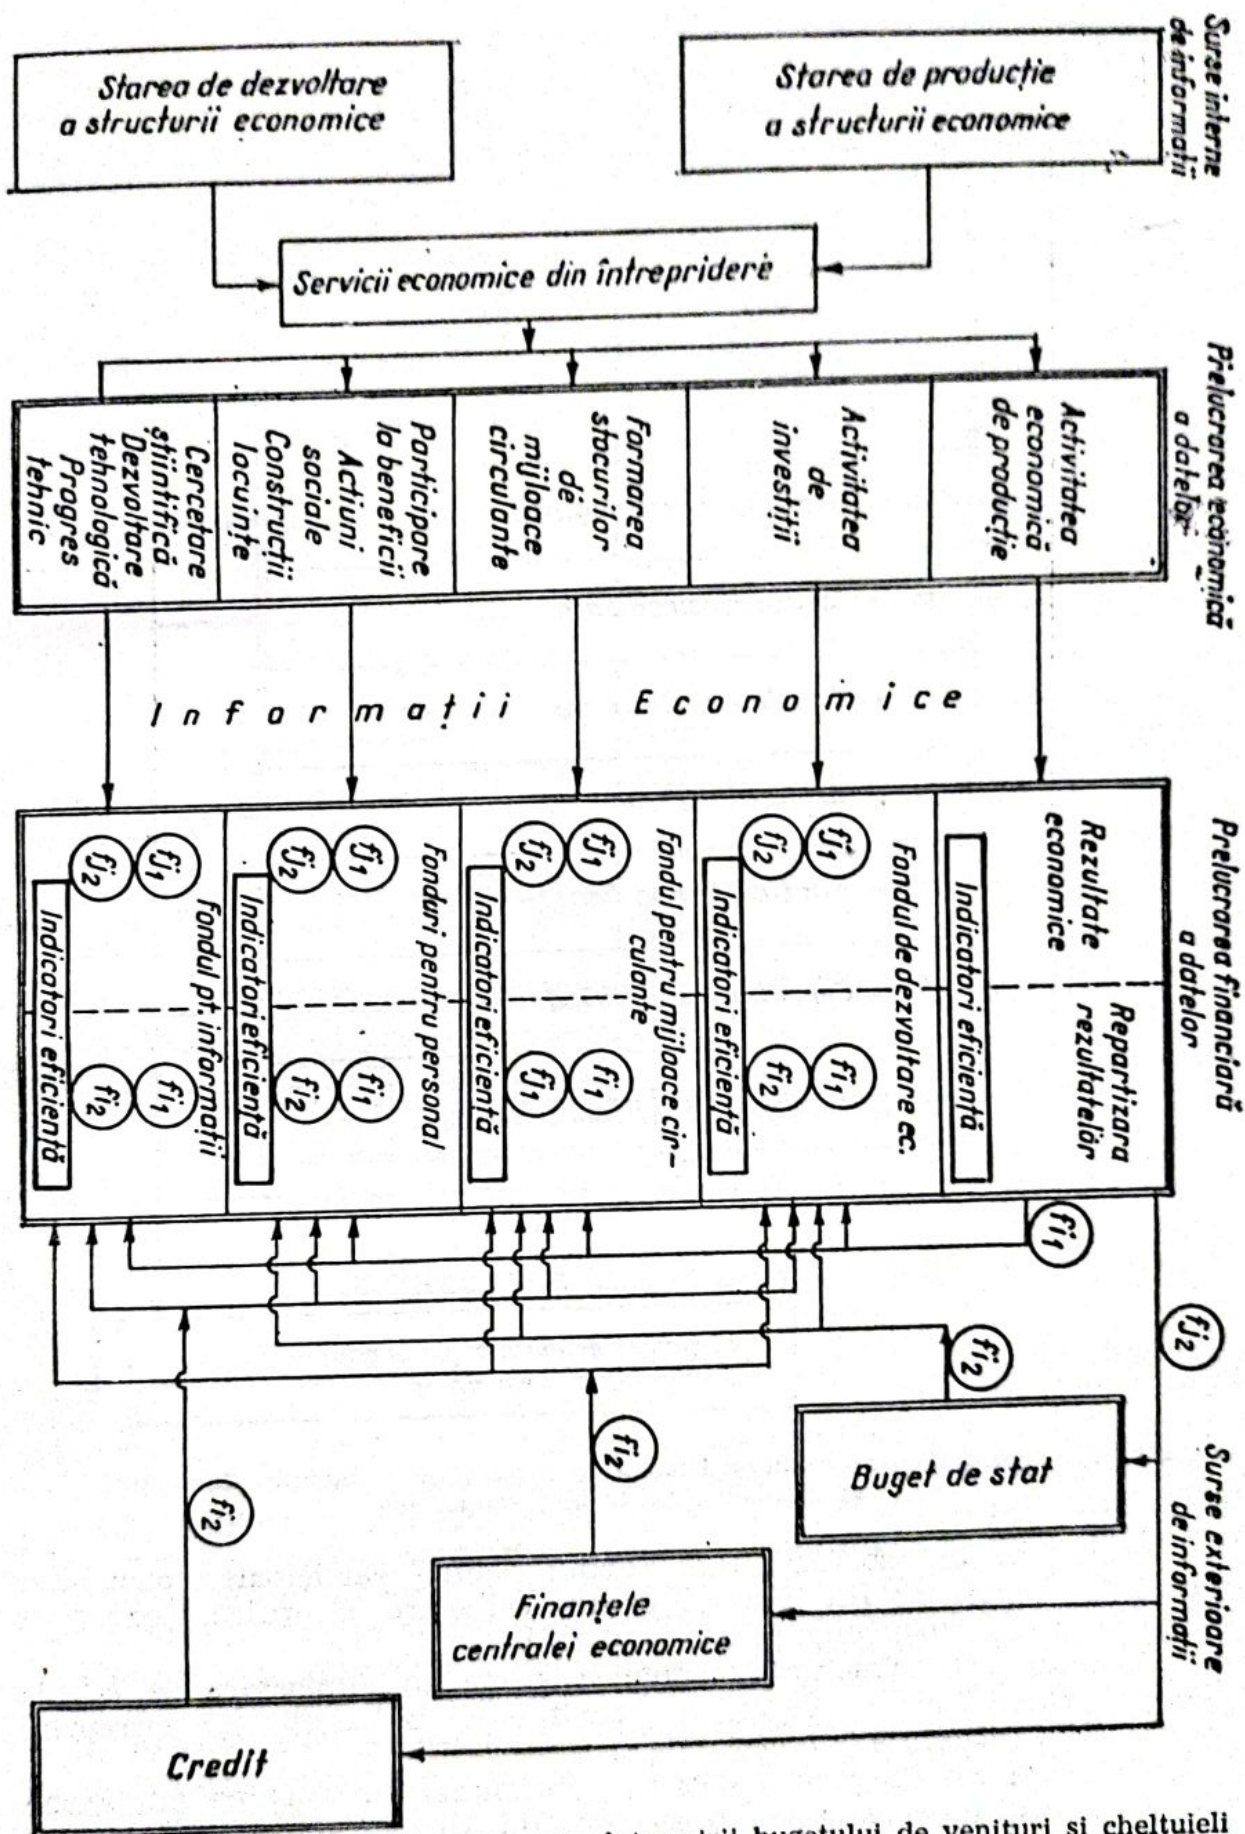 Surse interne
de informații
Starea de dezvoltare
a structurii economice
Starea de producție
a structurii economice
Servicii economice din întrepridere
Prelucrarea economică
a datelor
Cercetare
științifică
Dezvoltare
tehnologică
Progres
tehnic
Participare
la beneficii
Acțiuni
sociale
Construcții
locuințe
Formarea
stocurilor
de
mijloace
circulante
Activitatea
de
investiții
Activitatea
economică
de producție
Informații Economice
Prelucrarea financiară
a datelor
fj1
fj2
Fondul pt. informații
Indicatori eficiență
fi1
fi2
fj1
fj2
Fonduri pentru personal
Indicatori eficiență
fi1
fi2
fj1
fj2
Fondul pentru mijloace cir-
culante
Indicatori eficiență
fi1
fj1
fj1
fj2
Fondul de dezvoltare ec.
Indicatori eficiență
fi1
fi2
Rezultate
economice
Repartizara
rezultatelor
Indicatori eficiență
fi1
fj2
fi2
fi2
fi2
Surse exterioare
de informații
Buget de stat
Finanțele
centralei economice
Credit
bugetului de venituri și cheltuieli